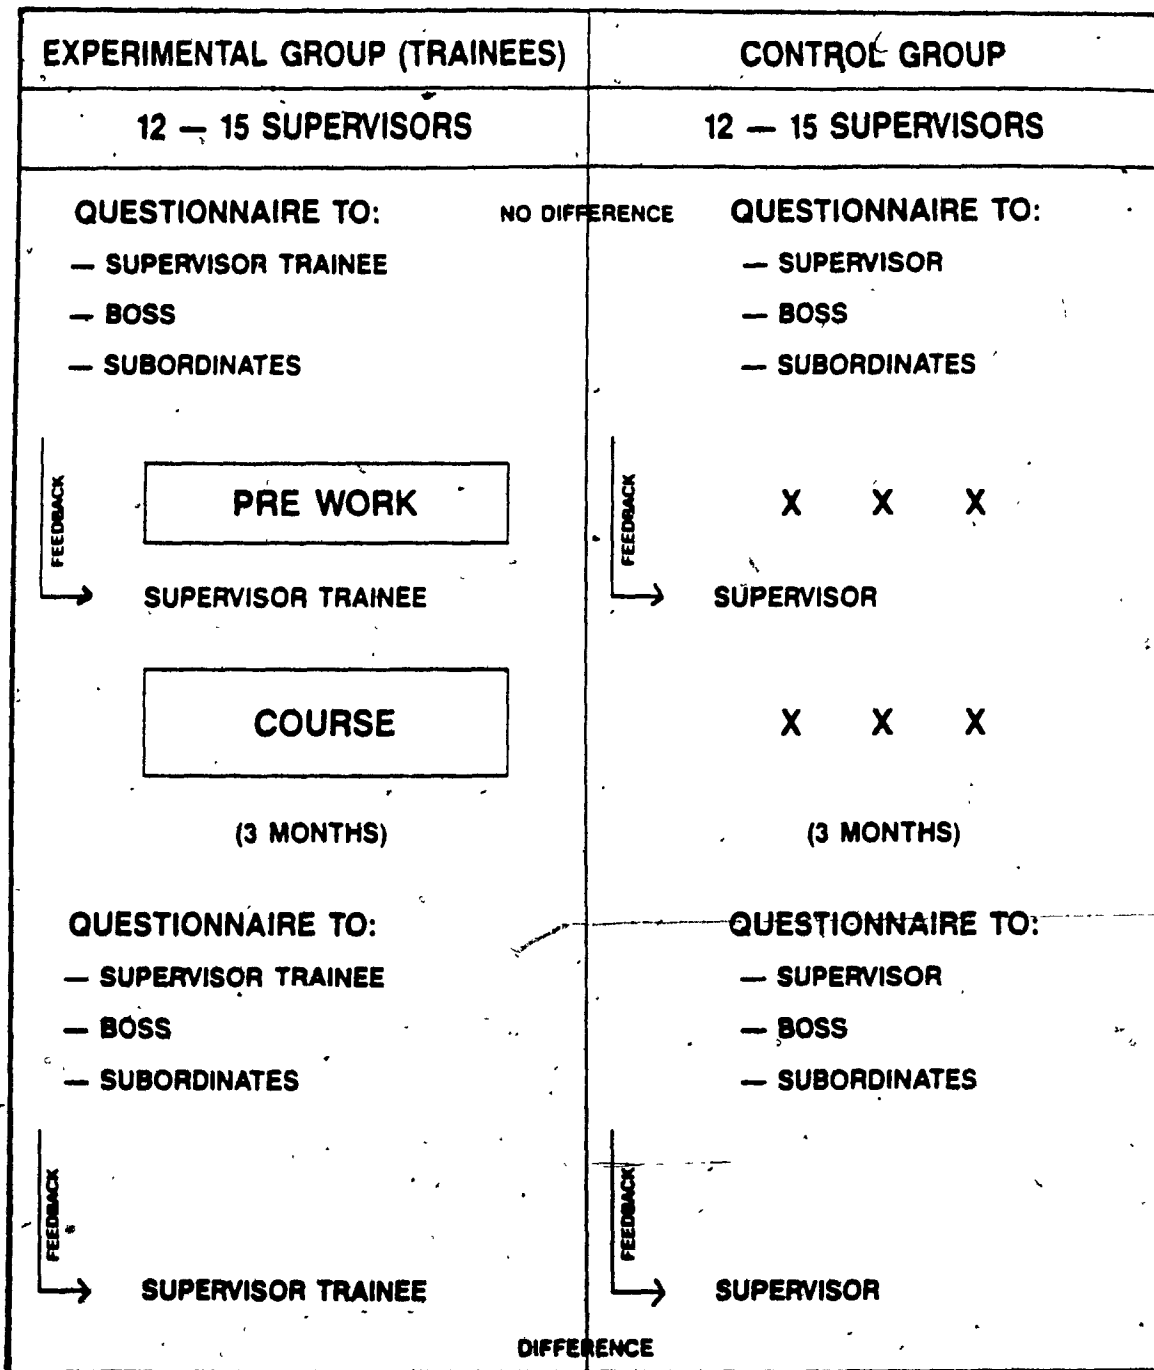 EXPERIMENTAL GROUP (TRAINEES)
CONTROL GROUP
12 — 15 SUPERVISORS
12 — 15 SUPERVISORS
NO DIFFERENCE
QUESTIONNAIRE TO:
— SUPERVISOR TRAINEE
— BOSS
— SUBORDINATES
FEEDBACK
PRE WORK
SUPERVISOR TRAINEE
COURSE
(3 MONTHS)
QUESTIONNAIRE TO:
— SUPERVISOR TRAINEE
— BOSS
— SUBORDINATES
FEEDBACK
SUPERVISOR TRAINEE
QUESTIONNAIRE TO:
— SUPERVISOR
— BOSS
— SUBORDINATES
FEEDBACK
X X X
SUPERVISOR
X X X
(3 MONTHS)
QUESTIONNAIRE TO:
— SUPERVISOR
— BOSS
— SUBORDINATES
FEEDBACK
SUPERVISOR
DIFFERENCE